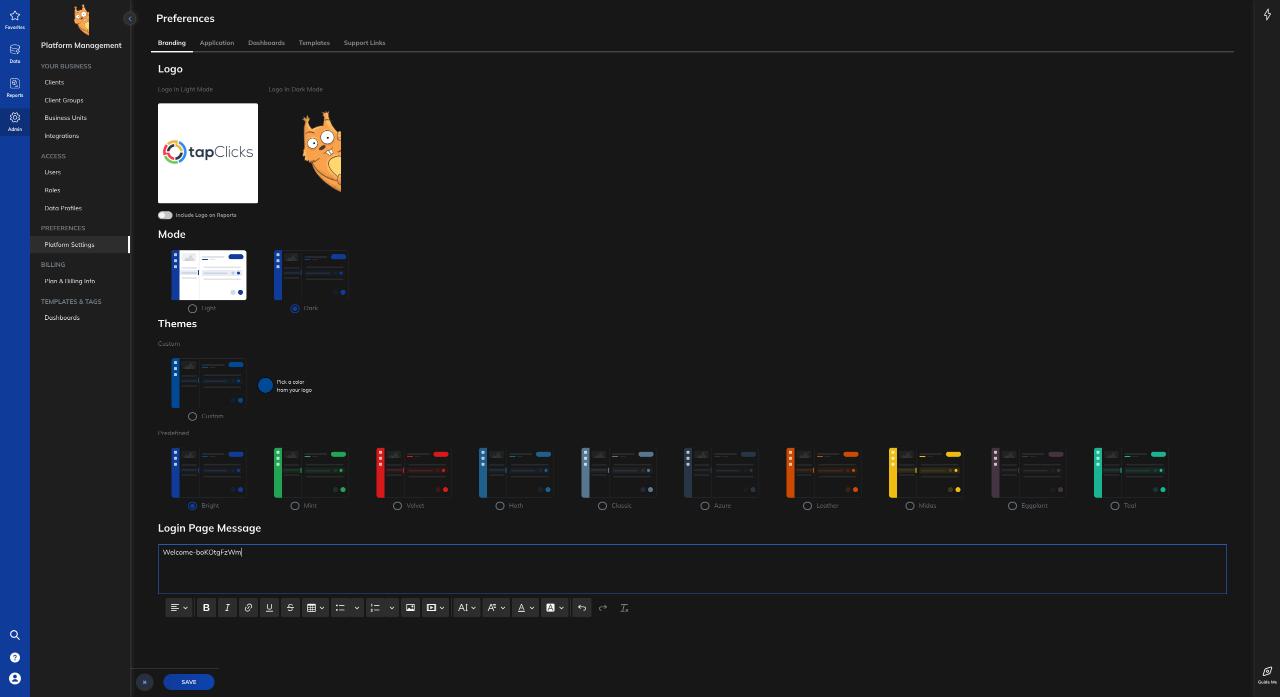 Preferences
Favorites
Platform Management
Branding
Application
Dashboards
Templates
Support Links
Data
YOUR BUSINESS
Logo
Clients
Logo in Light Mode
Logo in Dark Mode
Reports
Client Groups
Business Units
Admin
Integrations
tapClicks
ACCESS
Users
Roles
Data Profiles
Include Logo on Reports
PREFERENCES
Mode
Platform Settings
BILLING
Plan & Billing Info
TEMPLATES & TAGS
Light
Dark
Dashboards
Themes
Custom
Pick a color
from your logo
Custom
Predefined
Bright
Mint
Velvet
Hoth
Classic
Azure
Leather
Midas
Eggplant
Teal
Login Page Message
Welcome-boKOtgFzWm
B I U S
AI
A
A
SAVE
Guide Me